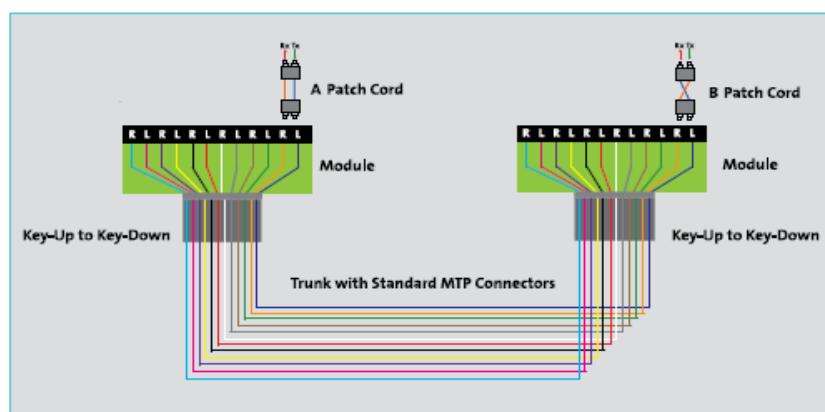 Rx Tx
A Patch Cord
Rx Tx
B Patch Cord
R L R L R L R L R L R L
R L R L R L R L R L R L
Module
Module
Key-Up to Key-Down
Key-Up to Key-Down
Trunk with Standard MTP Connectors